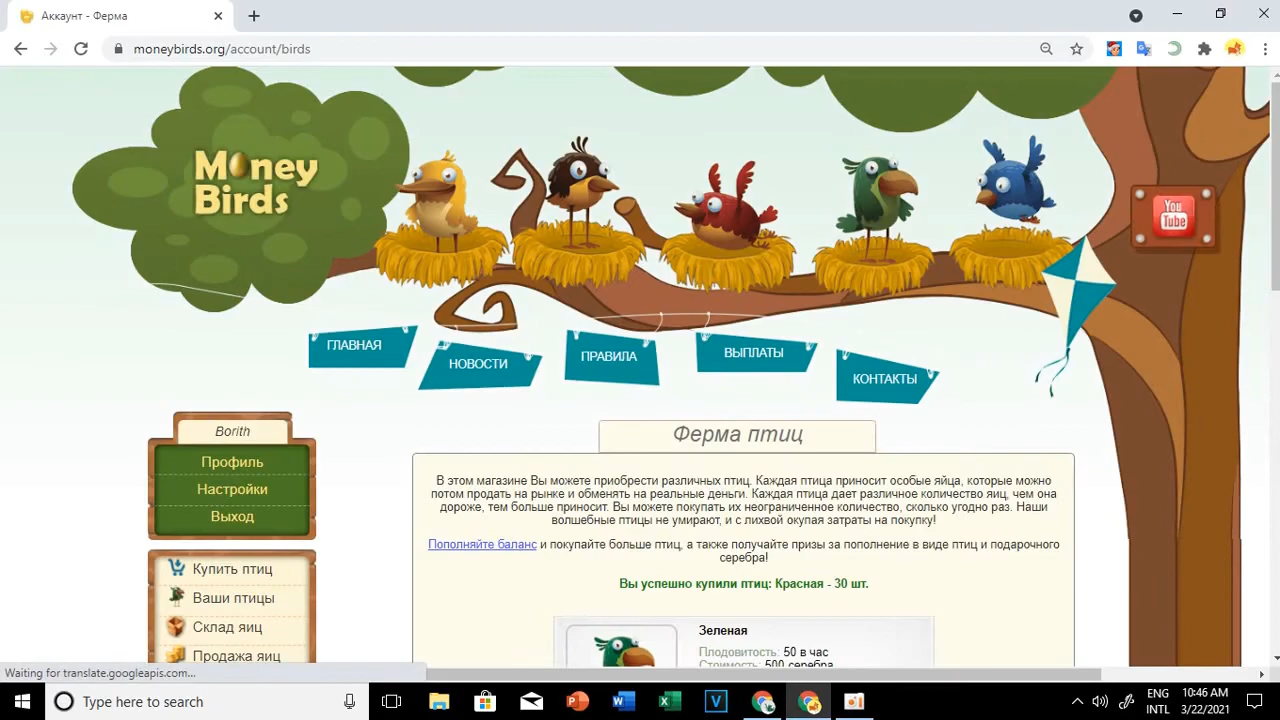 Аккаунт - Ферма
moneybirds.org/account/birds
Money
Birds
You
Tube
ГЛАВНАЯ
НОВОСТИ
ПРАВИЛА
ВЫПЛАТЫ
КОНТАКТЫ
Borith
Профиль
Настройки
Выход
Купить птиц
Ваши птицы
Склад яиц
Продажа яиц
Ферма птиц
В этом магазине Вы можете приобрести различных птиц. Каждая птица приносит особые яйца, которые можно
потом продать на рынке и обменять на реальные деньги. Каждая птица дает различное количество яиц, чем она
дороже, тем больше приносит. Вы можете покупать их неограниченное количество, сколько угодно раз. Наши
волшебные птицы не умирают, и с лихвой окупая затраты на покупку!
Пополняйте баланс и покупайте больше птиц, а также получайте призы за пополнение в виде птиц и подарочного
серебра!
Вы успешно купили птиц: Красная - 30 шт.
Зеленая
Плодовитость: 50 в час
Стоимость: 500 серебра
Waiting for translate.googleapis.com...
Type here to search
ENG
INTL
10:46 AM
3/22/2021